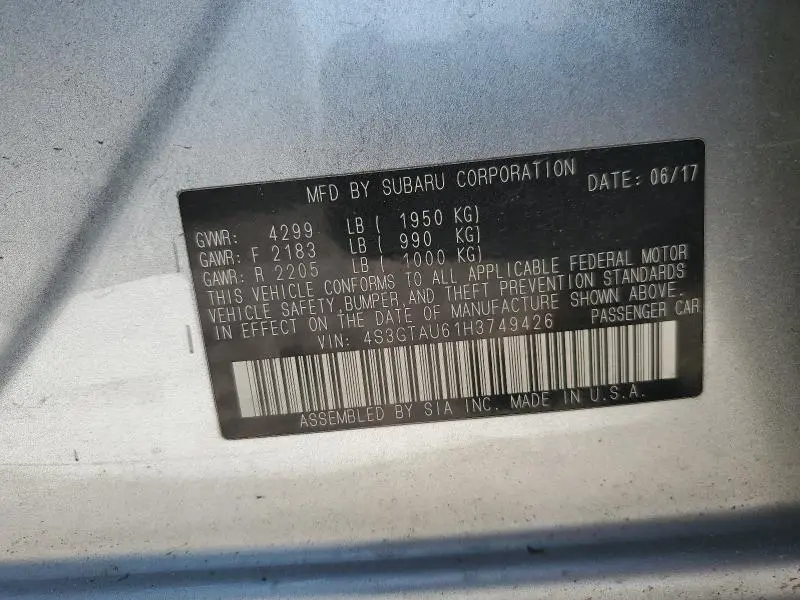 MFD BY SUBARU CORPORATION DATE: 06/17
GVWR: 4299 LB ( 1950 KG)
GAWR: F 2183 LB ( 990 KG)
GAWR: R 2205 LB ( 1000 KG)
THIS VEHICLE CONFORMS TO ALL APPLICABLE FEDERAL MOTOR
VEHICLE SAFETY,BUMPER,AND THEFT PREVENTION STANDARDS
IN EFFECT ON THE DATE OF MANUFACTURE SHOWN ABOVE.
VIN: 4S3GTAU61H3749426 PASSENGER CAR
ASSEMBLED BY SIA INC. MADE IN U.S.A.